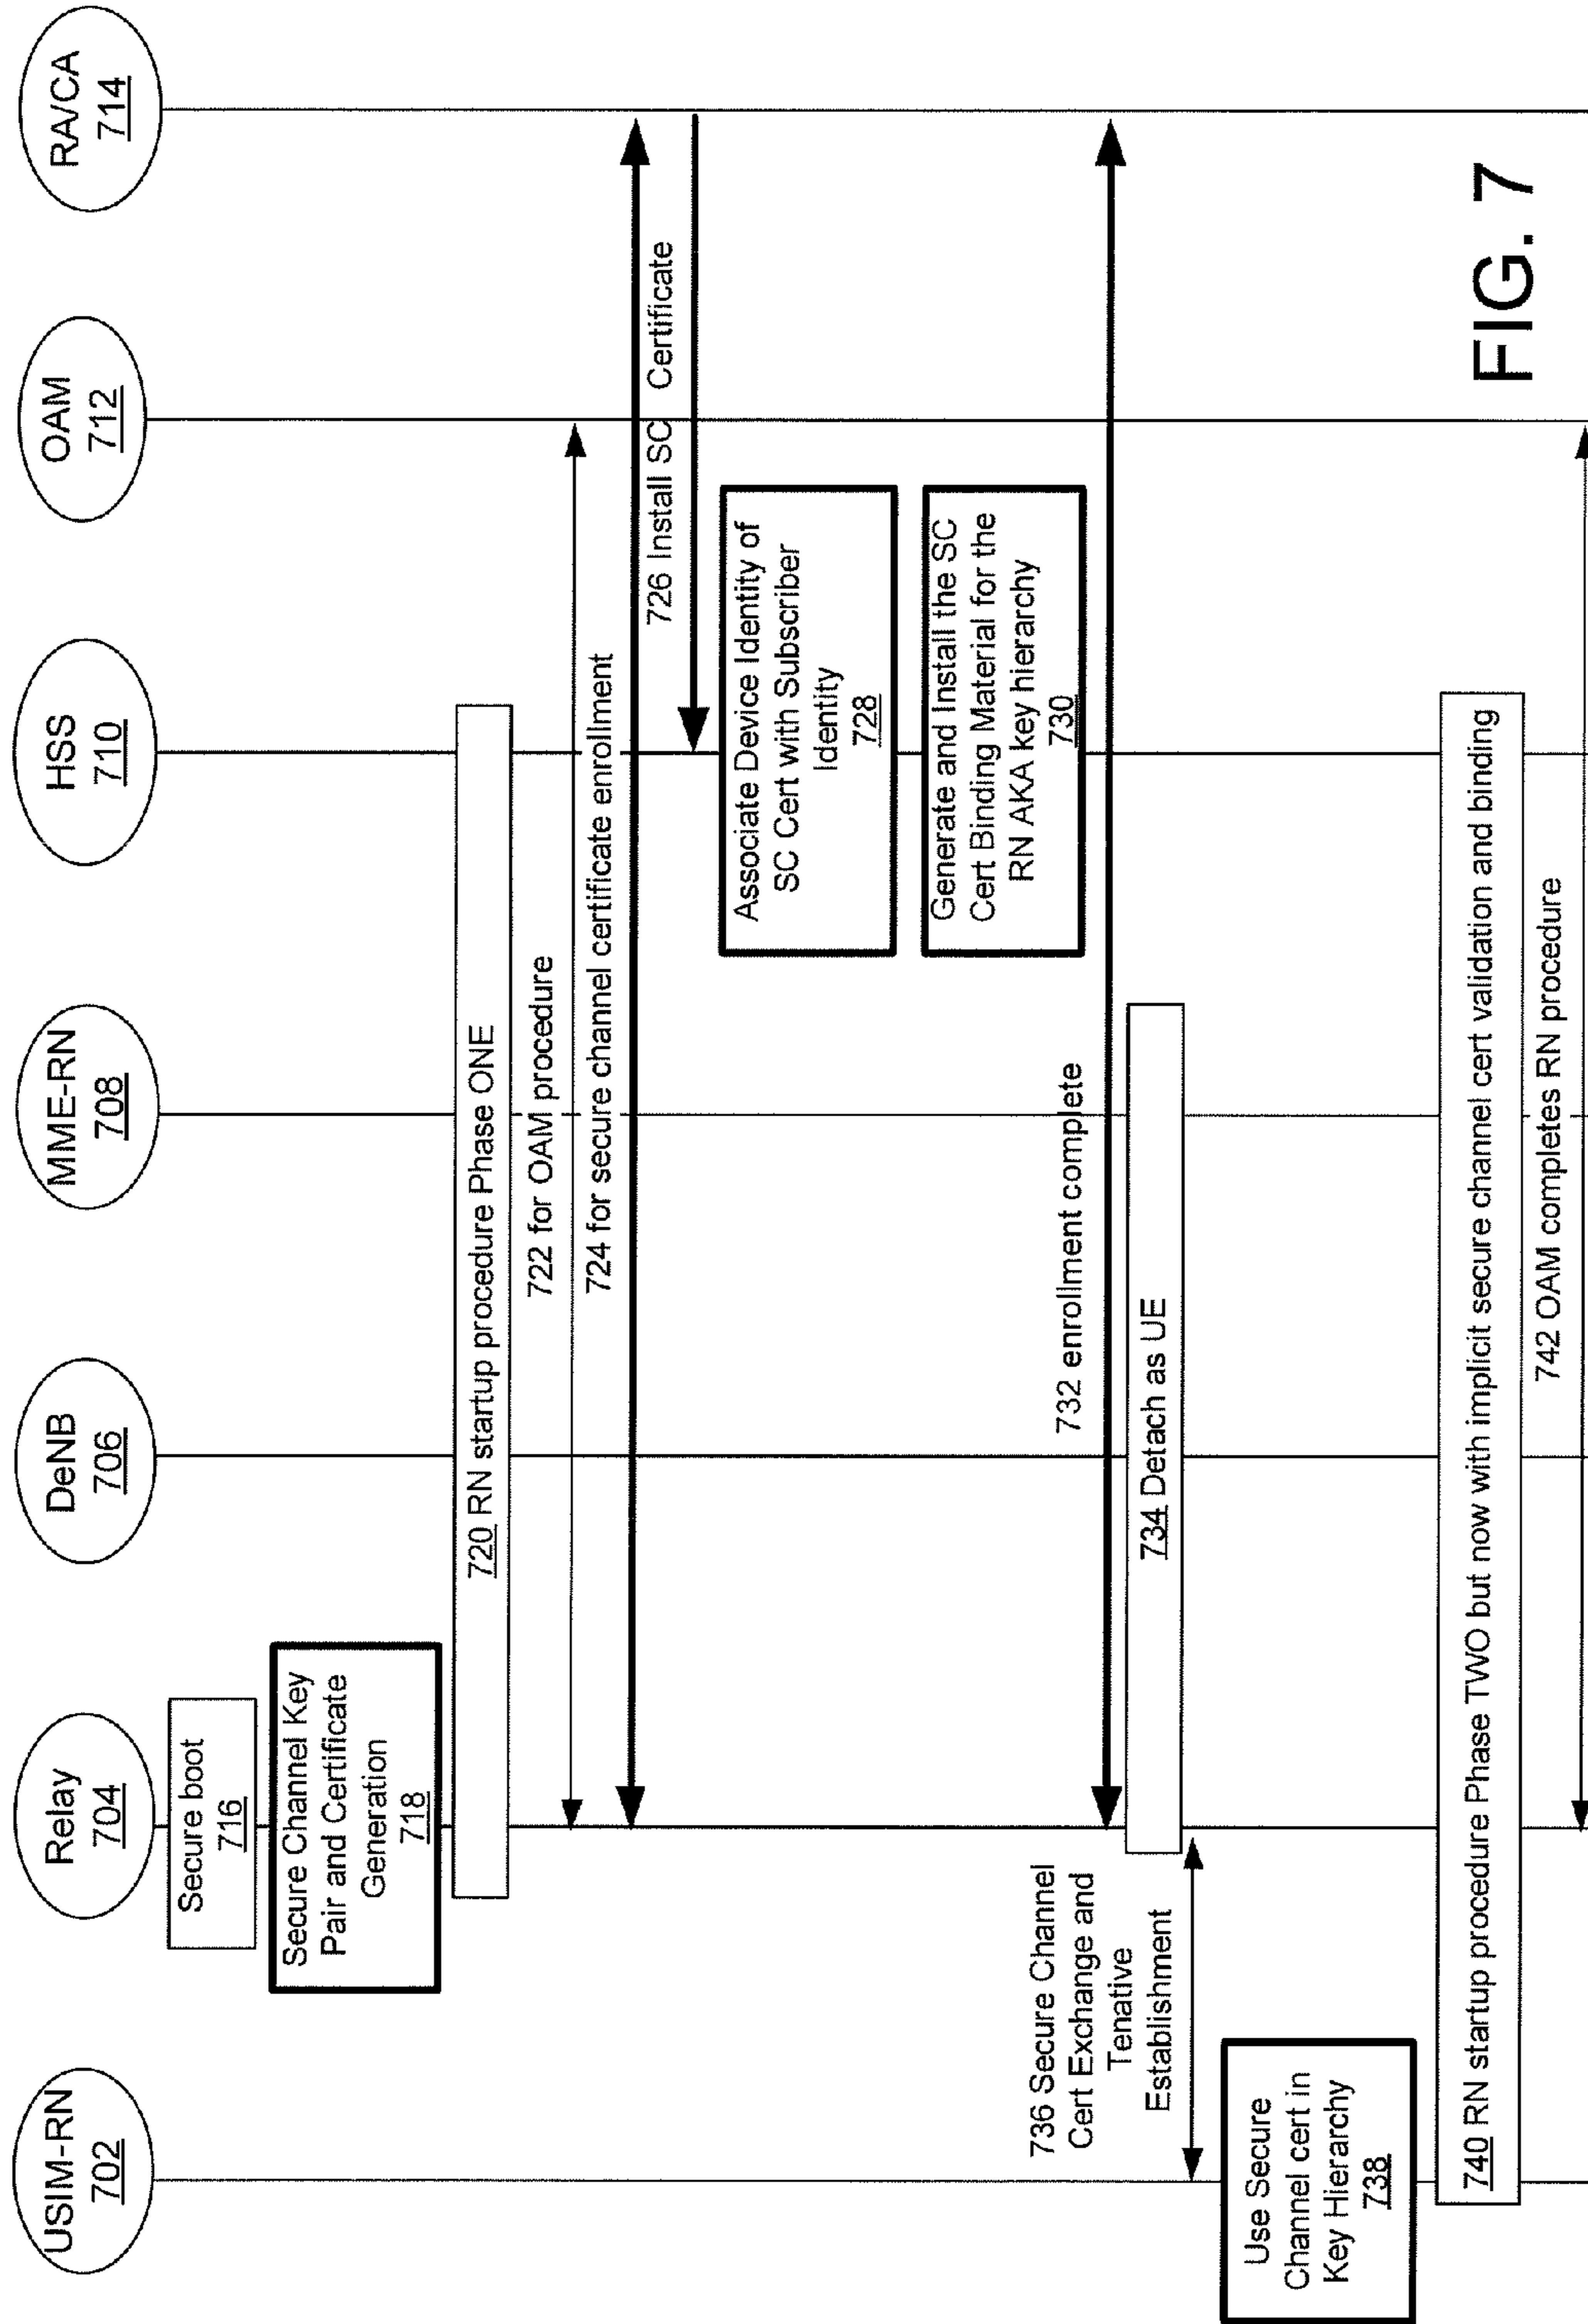 USIM-RN
702
Relay
704
DeNB
706
MME-RN
708
HSS
710
OAM
712
RA/CA
714
Secure boot
716
Secure Channel Key
Pair and Certificate
Generation
718
720 RN startup procedure Phase ONE
722 for OAM procedure
724 for secure channel certificate enrollment
726 Install SC Certificate
Associate Device Identity of
SC Cert with Subscriber
Identity
728
Generate and Install the SC
Cert Binding Material for the
RN AKA key hierarchy
730
732 enrollment complete
734 Detach as UE
736 Secure Channel
Cert Exchange and
Tenative
Establishment
Use Secure
Channel cert in
Key Hierarchy
738
740 RN startup procedure Phase TWO but now with implicit secure channel cert validation and binding
742 OAM completes RN procedure
FIG. 7